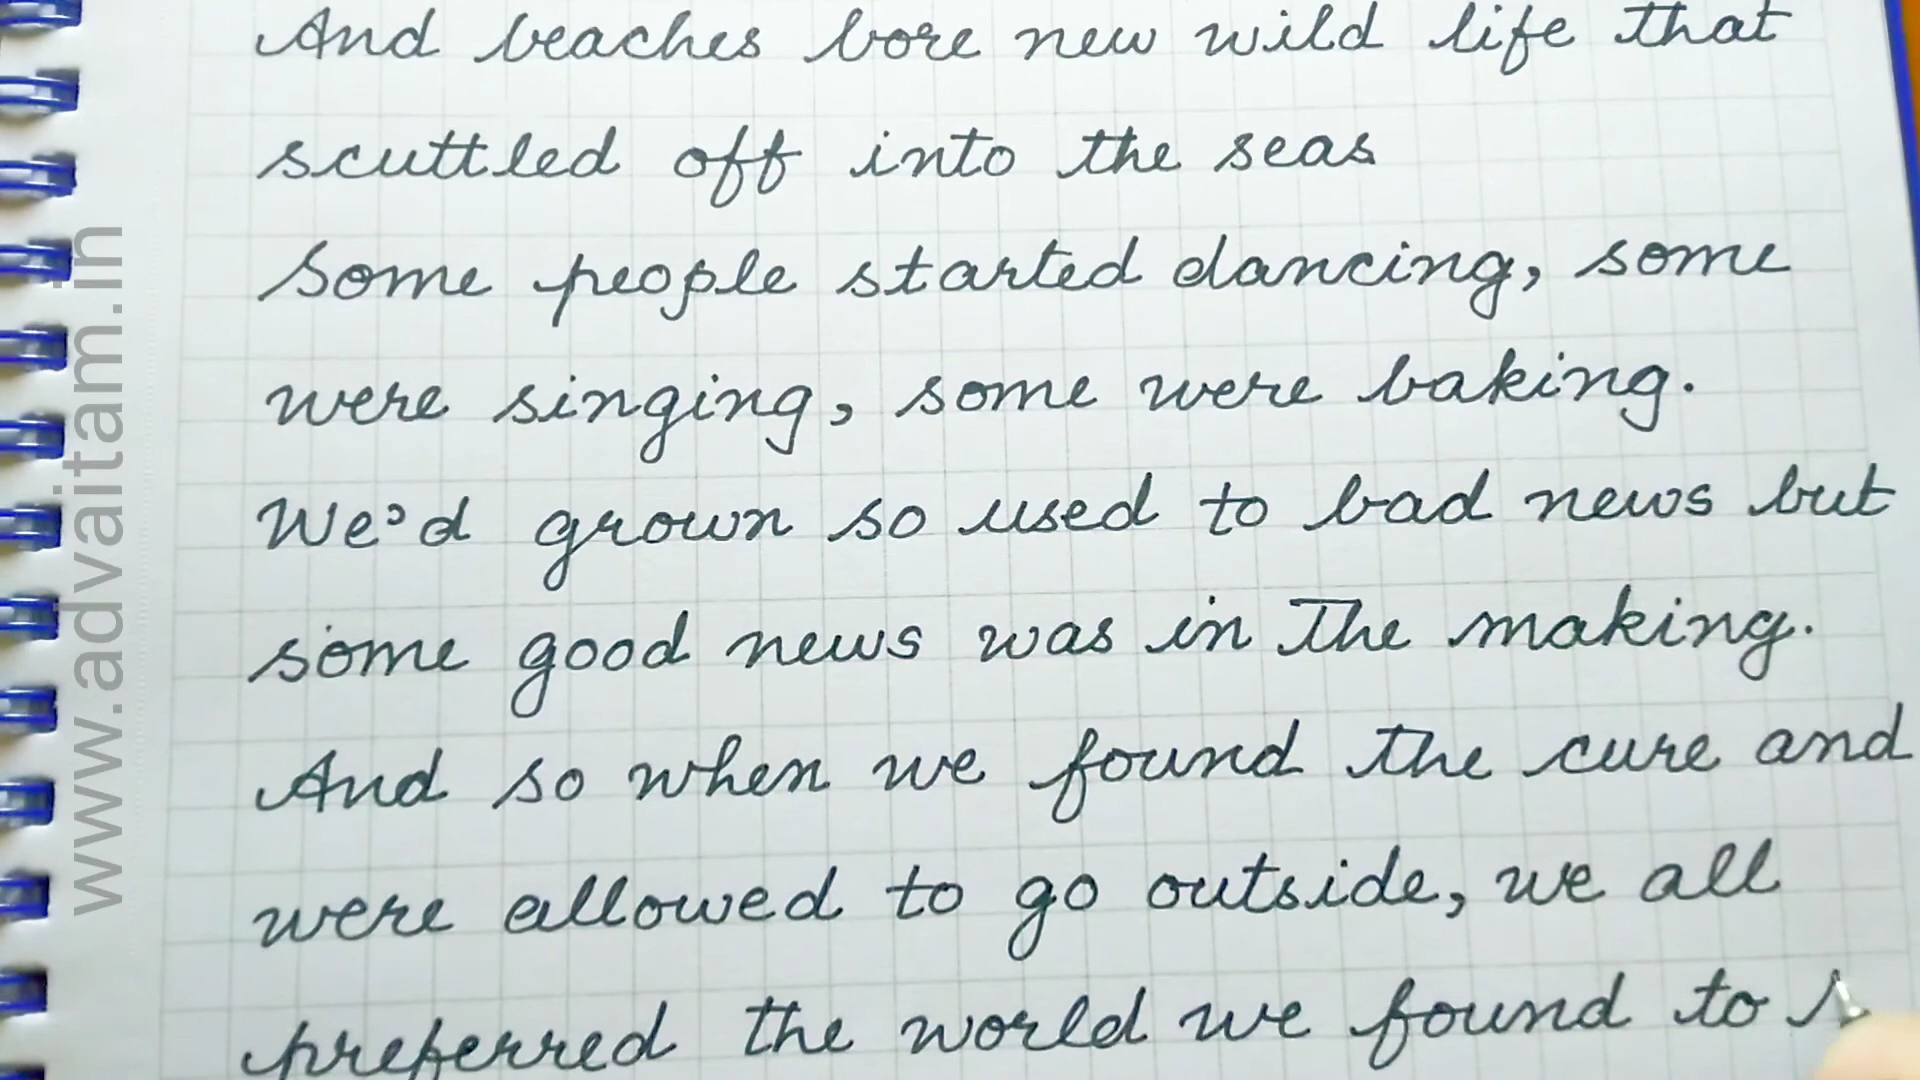 And beaches bore new wild life that
scuttled off into the seas
Some people started dancing, some
were singing, some were baking.
We'd grown so used to bad news but
some good news was in The making.
And so when we found the cure and
were allowed to go outside, we all
preferred the world we found to
www.advaitam.in